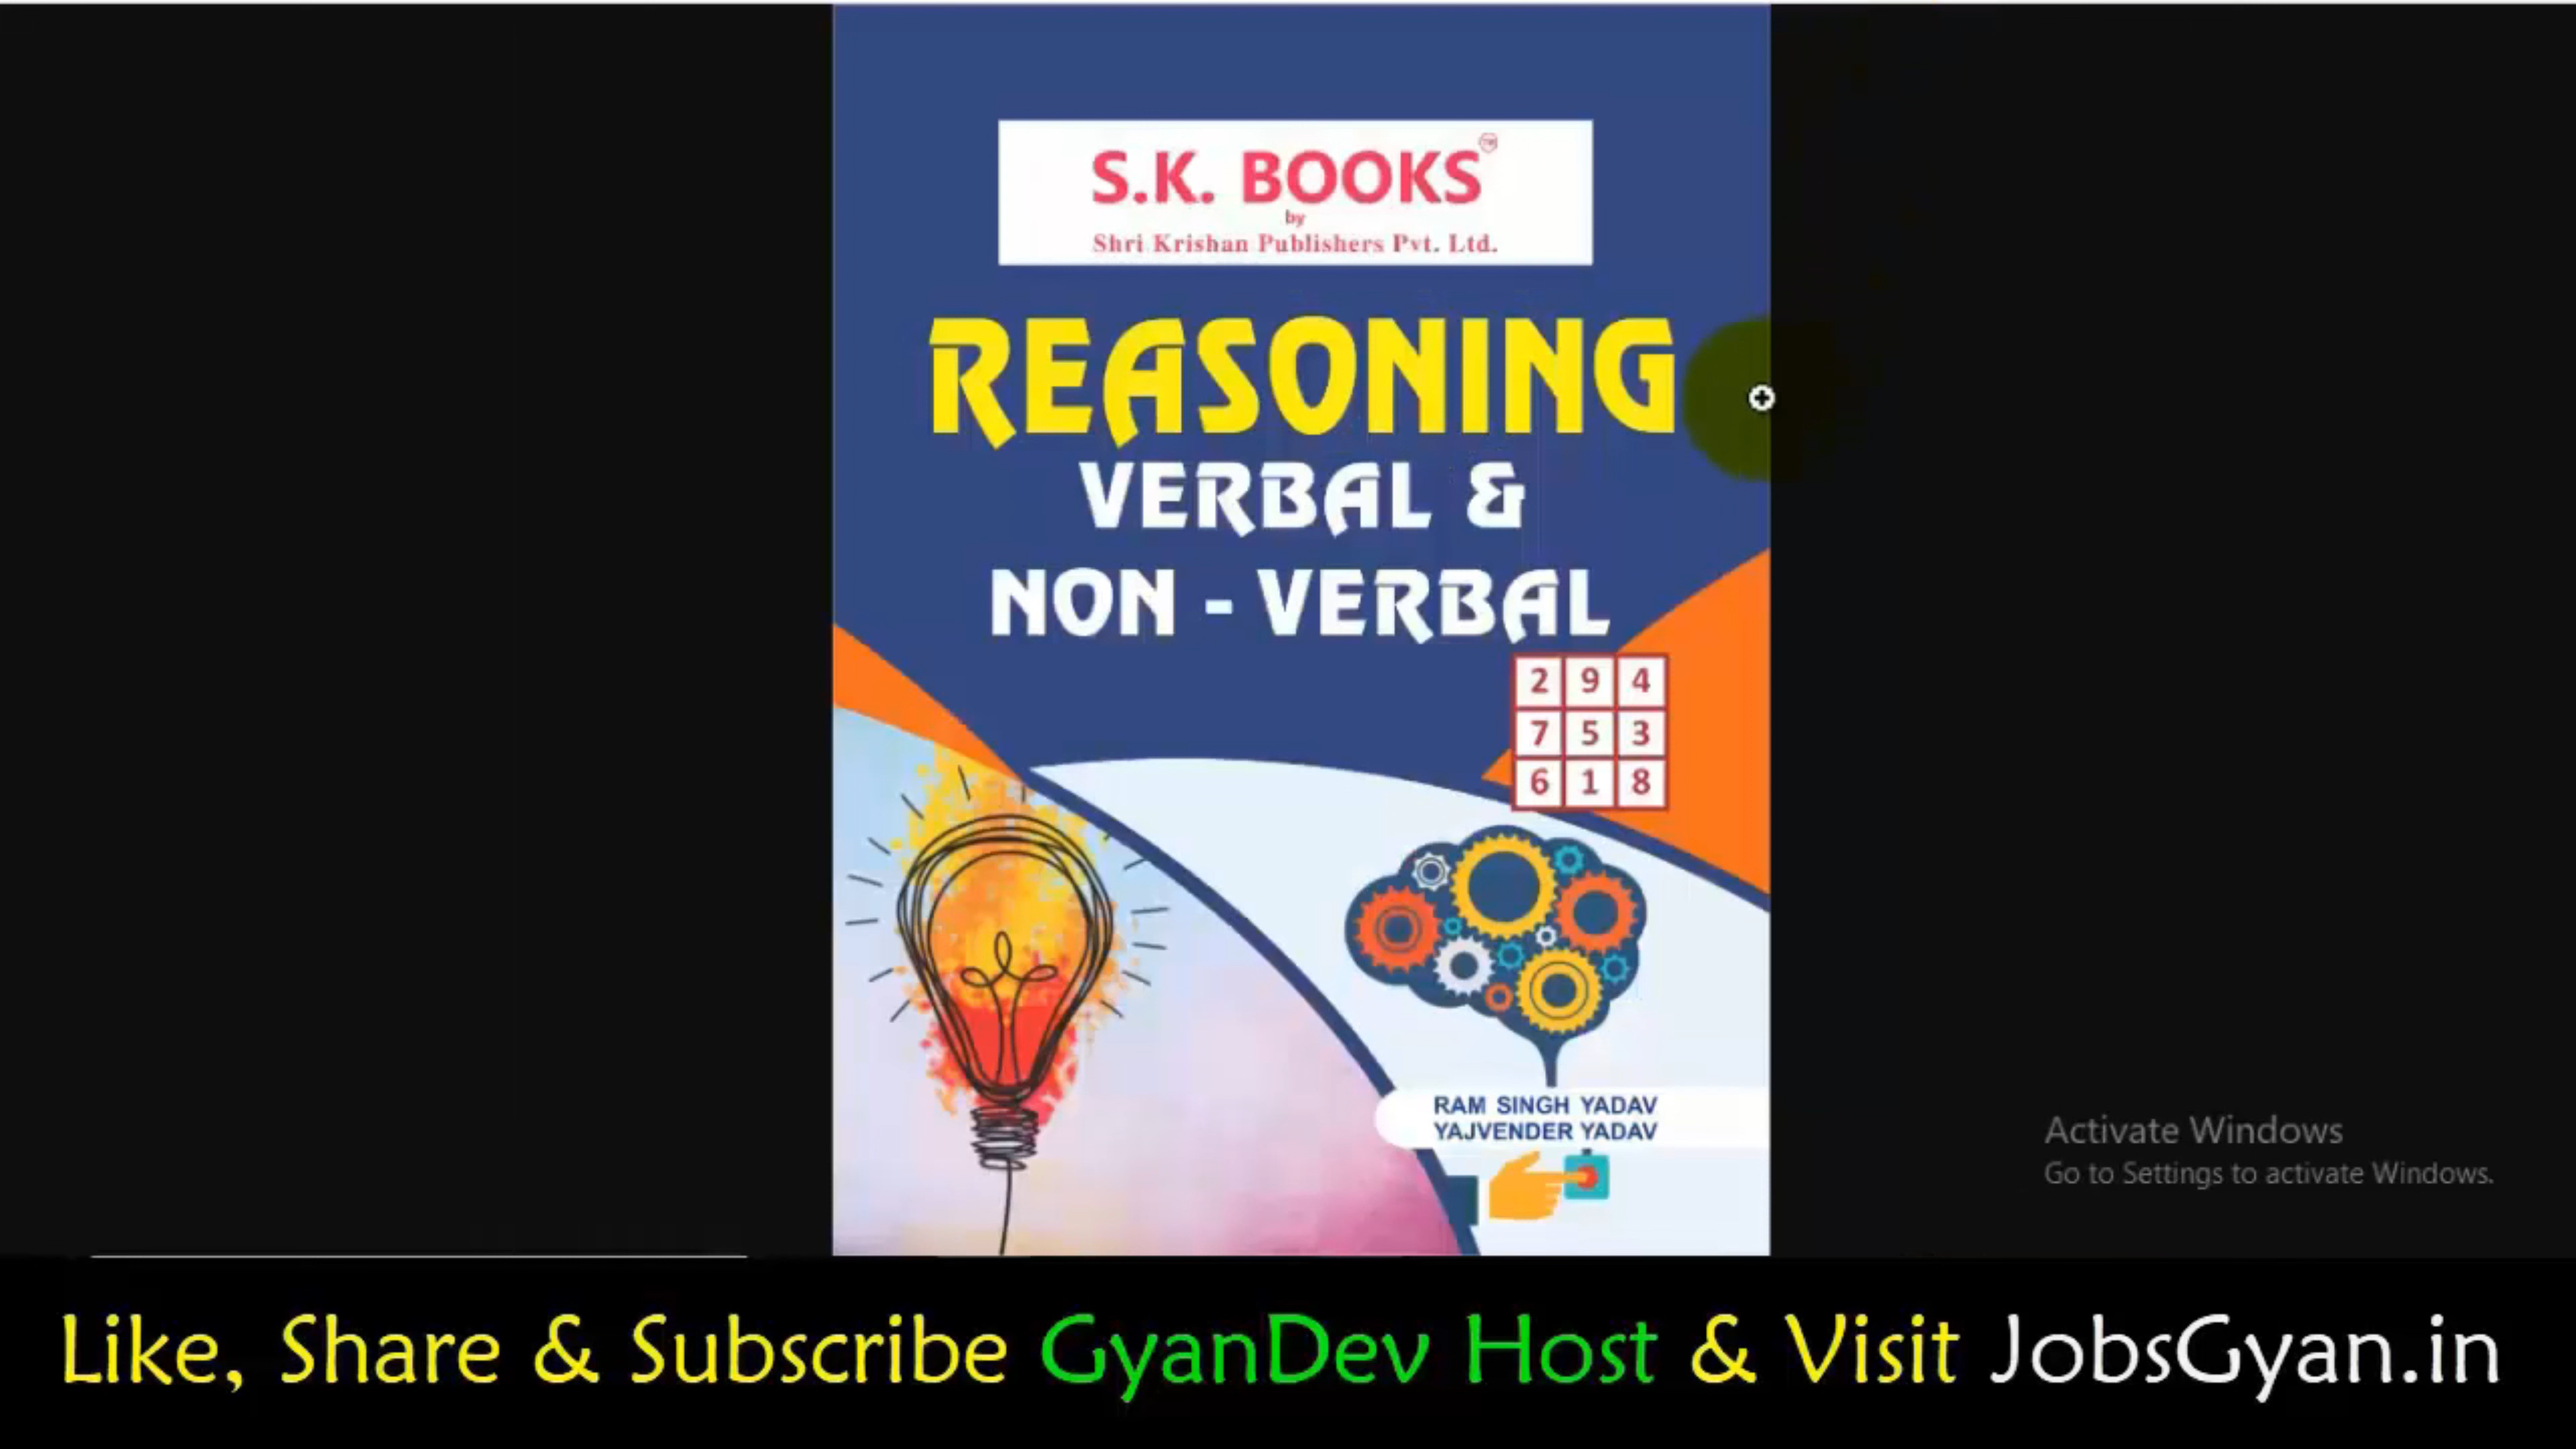 S.K. BOOKS
by
Shri Krishan Publishers Pvt. Ltd.
REASONING
VERBAL &
NON - VERBAL
2 9 4
7 5 3
6 1 8
RAM SINGH YADAV
YAJVENDER YADAV
Activate Windows
Go to Settings to activate Windows.
Like, Share & Subscribe GyanDev Host & Visit JobsGyan.in